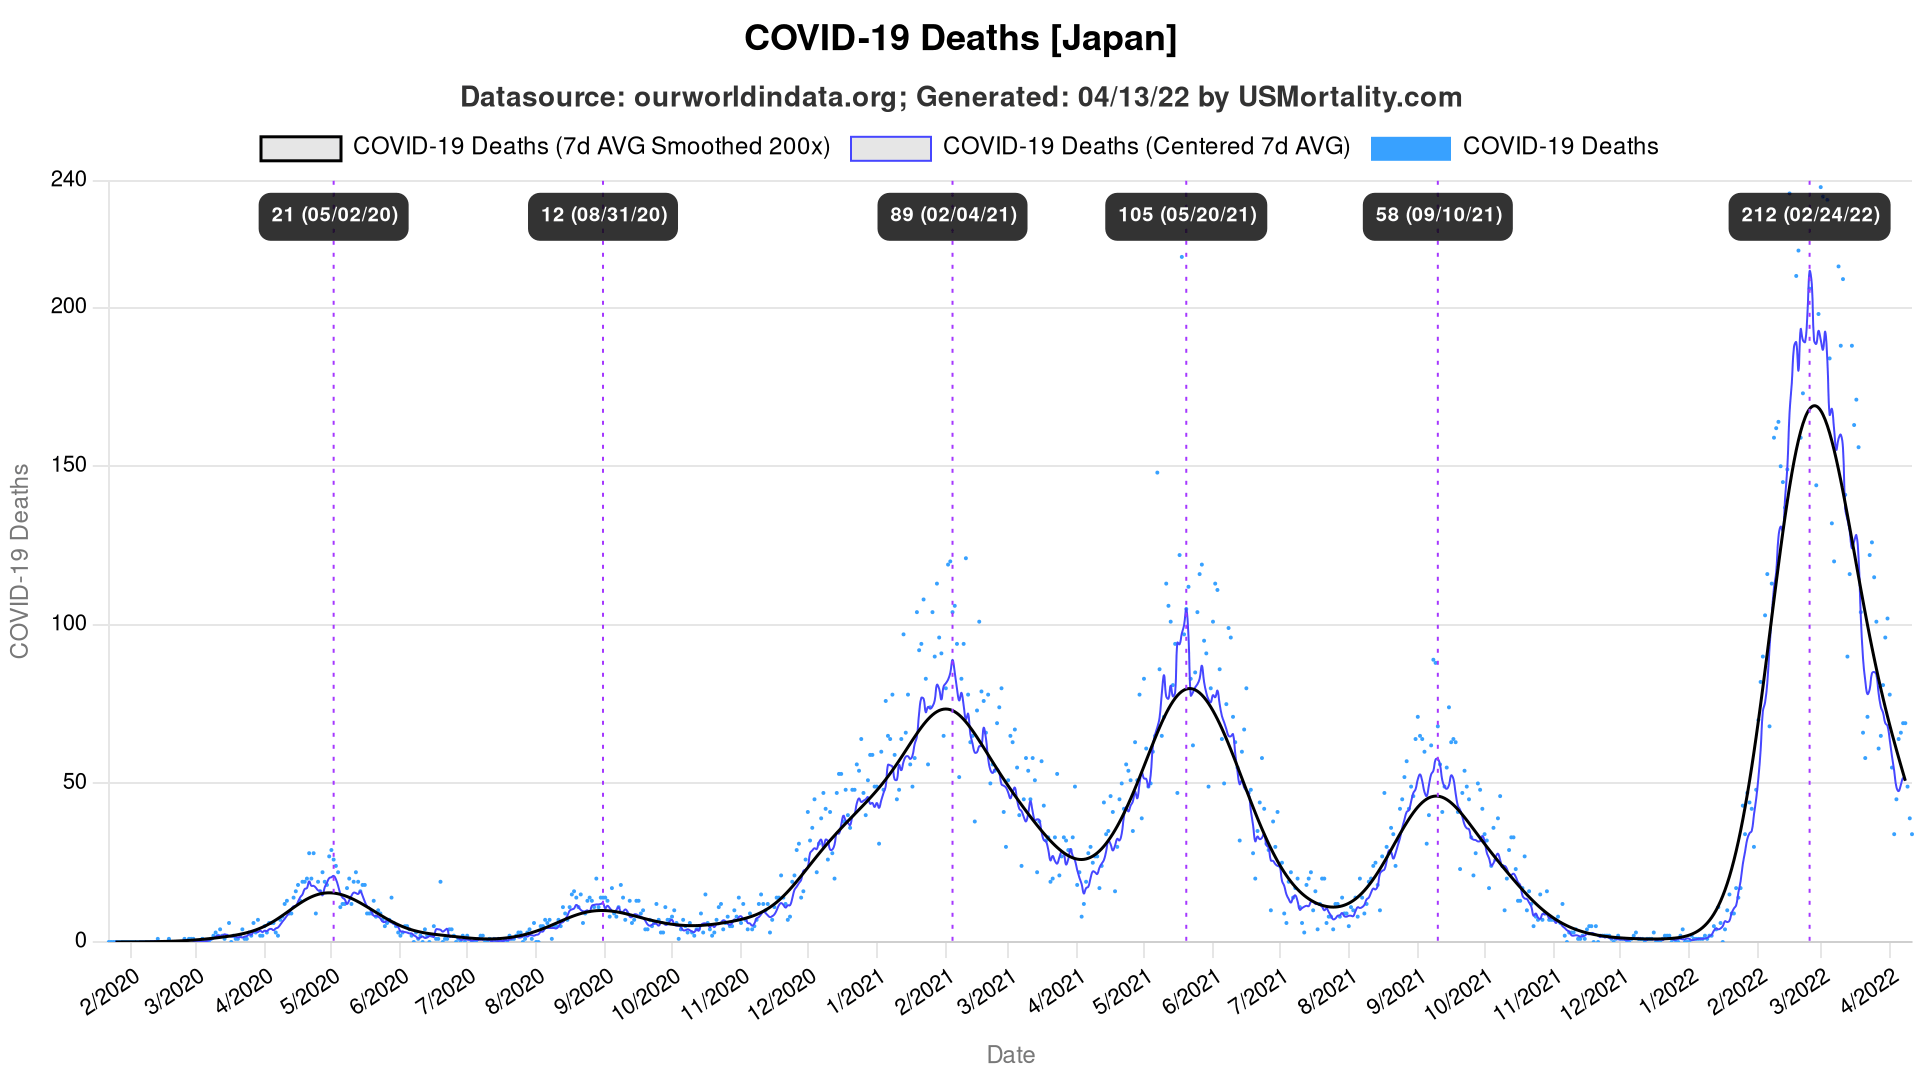 COVID-19 Deaths [Japan]
Datasource: ourworldindata.org; Generated: 04/13/22 by USMortality.com
COVID-19 Deaths (7d AVG Smoothed 200x) COVID-19 Deaths (Centered 7d AVG) COVID-19 Deaths
240
21 (05/02/20) 12 (08/31/20) 89 (02/04/21) 105 (05/20/21) 58 (09/10/21) 212 (02/24/22)
200
150
100
50
0
COVID-19 Deaths
2/2020 3/2020 4/2020 5/2020 6/2020 7/2020 8/2020 9/2020 10/2020 11/2020 12/2020 1/2021 2/2021 3/2021 4/2021 5/2021 6/2021 7/2021 8/2021 9/2021 10/2021 11/2021 12/2021 1/2022 2/2022 3/2022 4/2022
Date